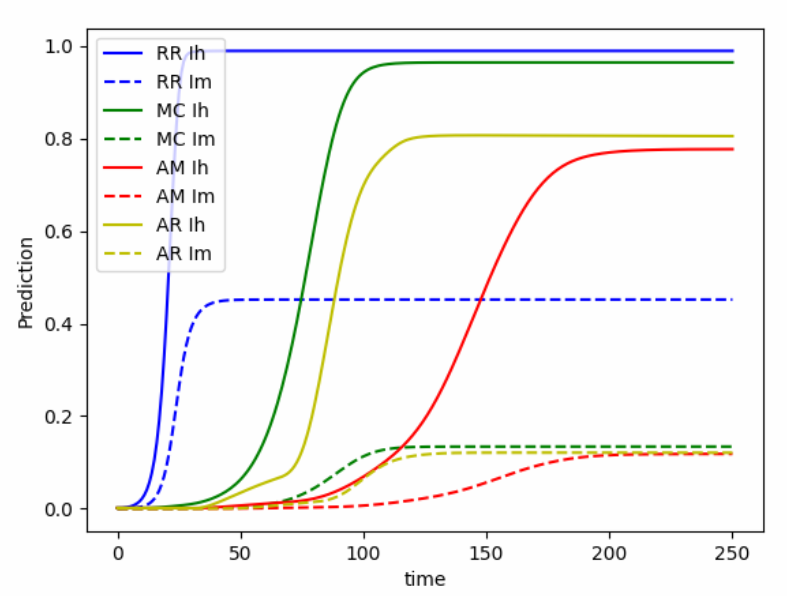 1.0
0.8
0.6
0.4
0.2
0.0
Prediction
RR Ih
RR Im
MC Ih
MC Im
AM Ih
AM Im
AR Ih
AR Im
0 50 100 150 200 250
time